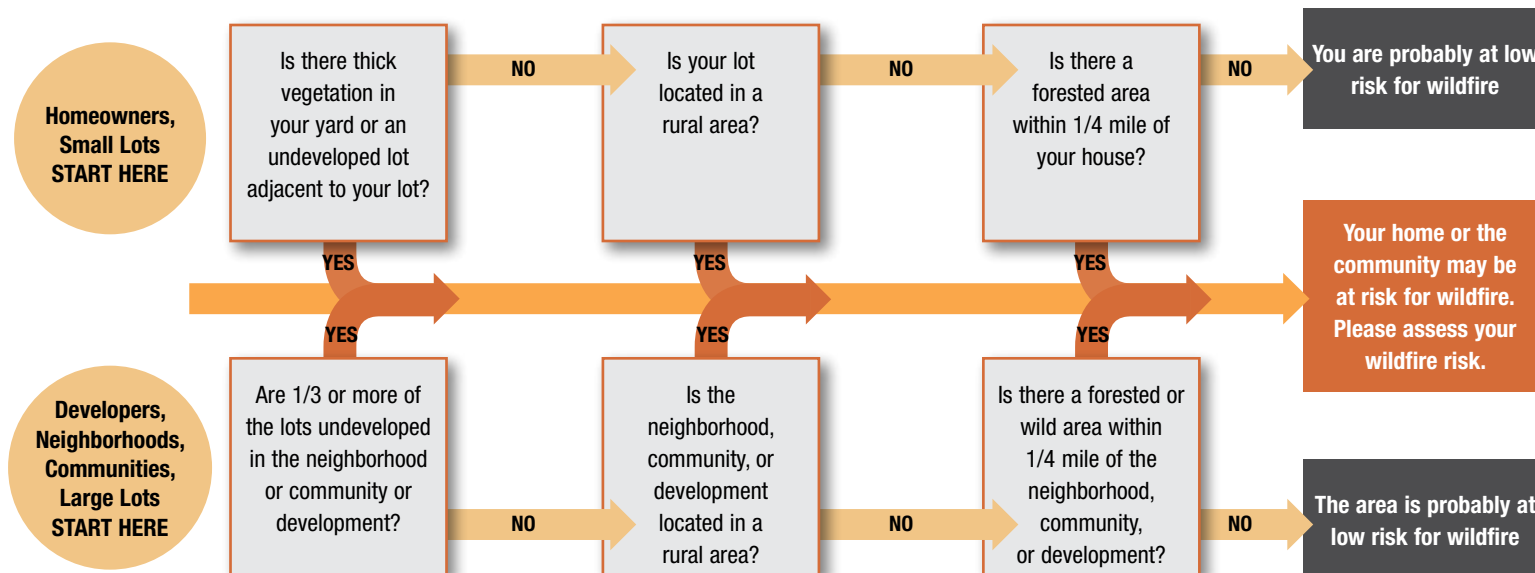 Homeowners,
Small Lots
START HERE
Is there thick
vegetation in
your yard or an
undeveloped lot
adjacent to your lot?
NO
Is your lot
located in a
rural area?
NO
Is there a
forested area
within 1/4 mile of
your house?
NO
You are probably at low
risk for wildfire
YES
YES
YES
Your home or the
community may be
at risk for wildfire.
Please assess your
wildfire risk.
YES
YES
YES
Developers,
Neighborhoods,
Communities,
Large Lots
START HERE
Are 1/3 or more of
the lots undeveloped
in the neighborhood
or community or
development?
NO
Is the
neighborhood,
community, or
development
located in a
rural area?
NO
Is there a forested or
wild area within
1/4 mile of the
neighborhood,
community,
or development?
NO
The area is probably at
low risk for wildfire